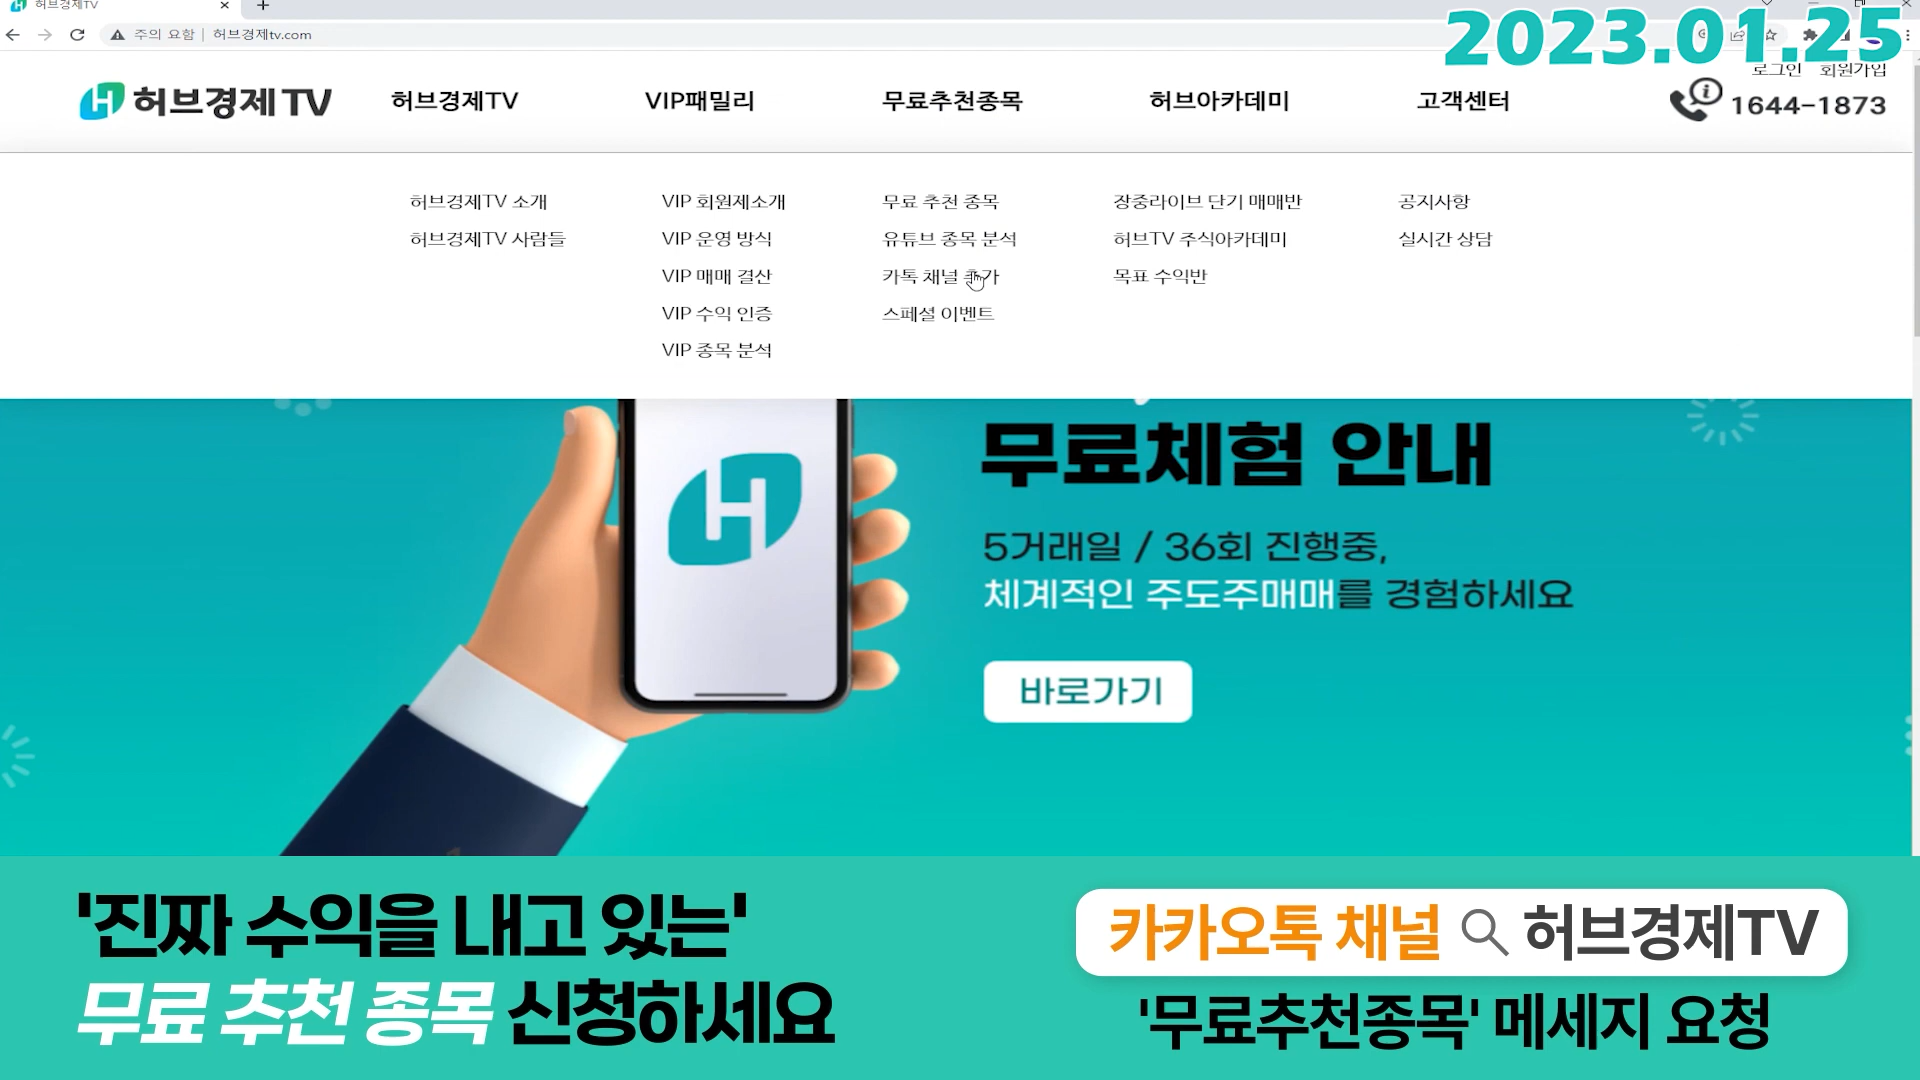 허브경제TV
주의 요함 | 허브경제tv.com
2023.01.25
로그인 회원가입
허브경제TV 허브경제TV VIP패밀리 무료추천종목 허브아카데미 고객센터 1644-1873
허브경제TV 소개 VIP 회원제소개 무료 추천 종목 장중라이브 단기 매매반 공지사항
허브경제TV 사람들 VIP 운영 방식 유튜브 종목 분석 허브TV 주식아카데미 실시간 상담
VIP 매매 결산 카톡 채널 추가 목표 수익반
VIP 수익 인증 스페셜 이벤트
VIP 종목 분석
무료체험 안내
5거래일 / 36회 진행중,
체계적인 주도주매매를 경험하세요
바로가기
'진짜 수익을 내고 있는'
무료 추천 종목 신청하세요
카카오톡 채널 허브경제TV
'무료추천종목' 메세지 요청